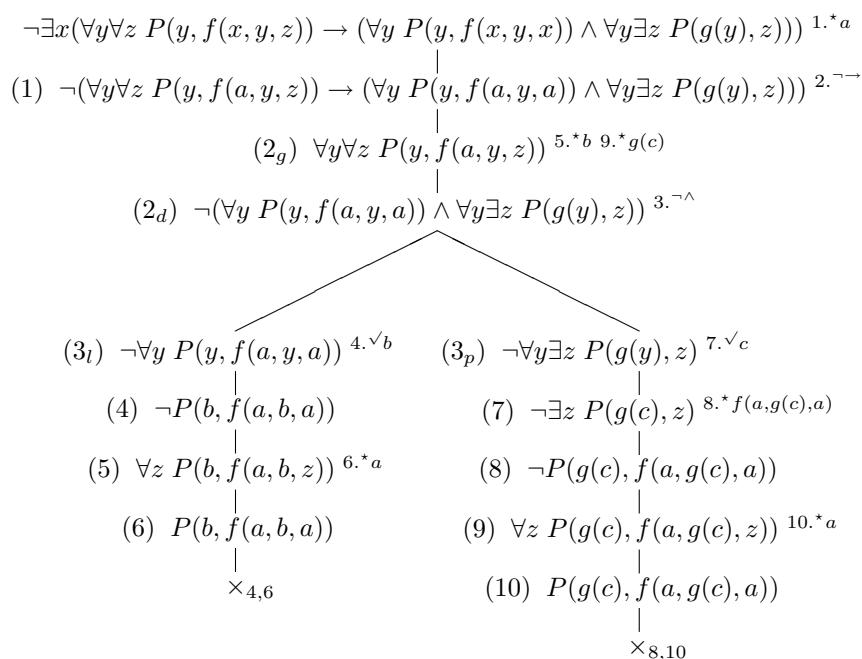 ¬∃x(∀y∀z P(y, f(x, y, z)) → (∀y P(y, f(x, y, x)) ∧ ∀y∃z P(g(y), z))) 1.⋆a
(1) ¬(∀y∀z P(y, f(a, y, z)) → (∀y P(y, f(a, y, a)) ∧ ∀y∃z P(g(y), z))) 2.¬→
(2g) ∀y∀z P(y, f(a, y, z)) 5.⋆b 9.⋆g(c)
(2d) ¬(∀y P(y, f(a, y, a)) ∧ ∀y∃z P(g(y), z)) 3.¬∧
(3l) ¬∀y P(y, f(a, y, a)) 4.√b
(3p) ¬∀y∃z P(g(y), z) 7.√c
(4) ¬P(b, f(a, b, a))
(7) ¬∃z P(g(c), z) 8.⋆f(a,g(c),a)
(5) ∀z P(b, f(a, b, z)) 6.⋆a
(8) ¬P(g(c), f(a, g(c), a))
(6) P(b, f(a, b, a))
(9) ∀z P(g(c), f(a, g(c), z)) 10.⋆a
×4,6
(10) P(g(c), f(a, g(c), a))
×8,10